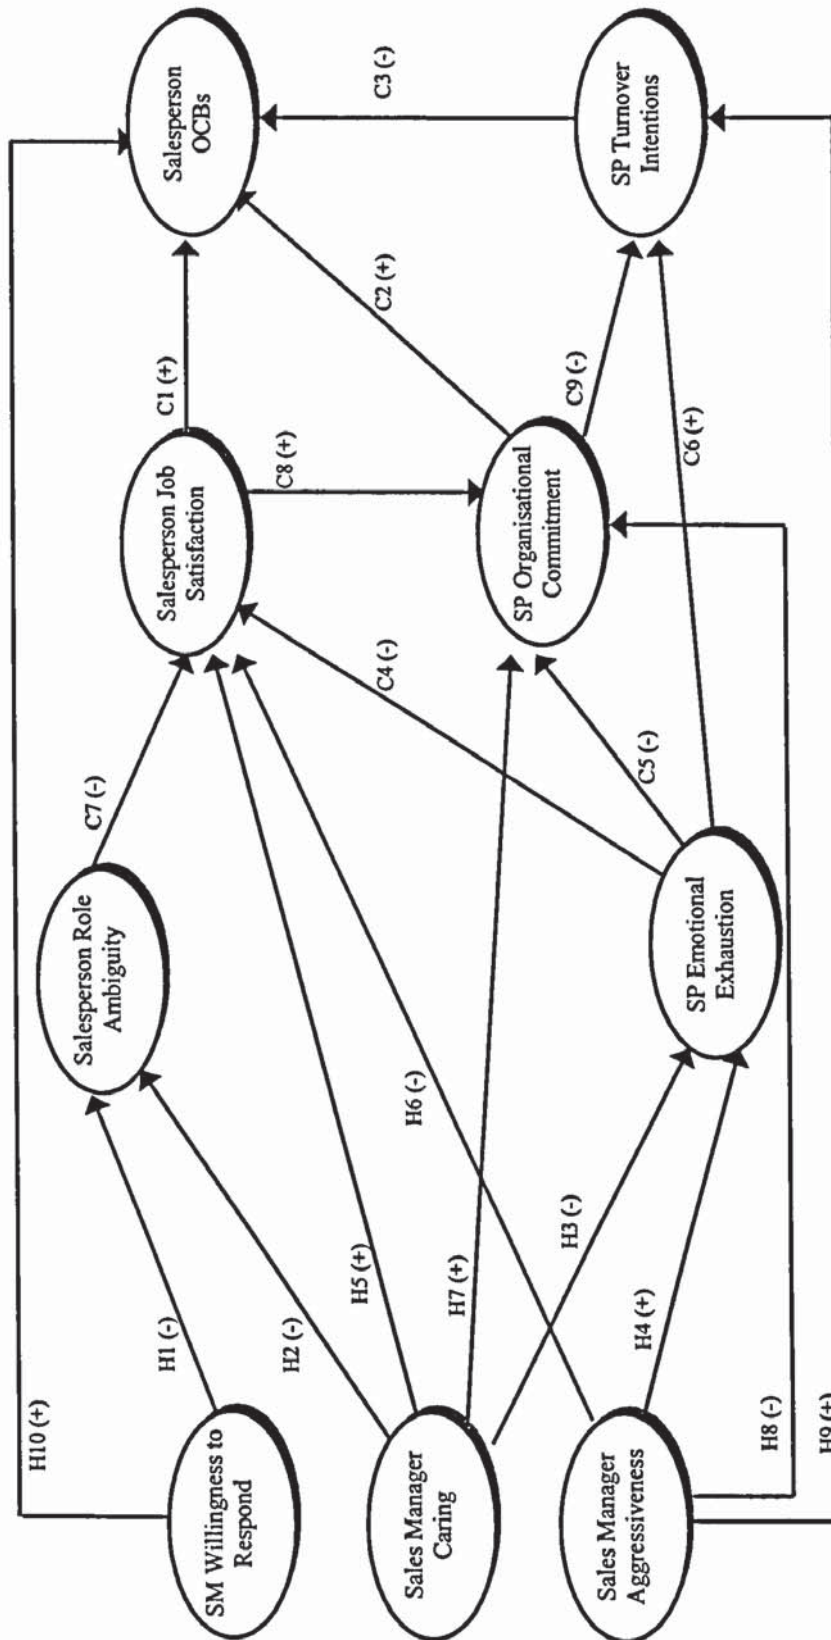 H10 (+)
SM Willingness to
Respond
H1 (-)
Salesperson Role
Ambiguity
C7 (-)
Salesperson Job
Satisfaction
C1 (+)
Salesperson
OCBs
H2 (-)
H5 (+)
H6 (-)
C4 (-)
C8 (+)
C2 (+)
C3 (-)
Sales Manager
Caring
H7 (+)
SP Organisational
Commitment
C9 (-)
H3 (-)
C5 (-)
C6 (+)
Sales Manager
Aggressiveness
H4 (+)
SP Emotional
Exhaustion
SP Turnover
Intentions
H8 (-)
H9 (+)